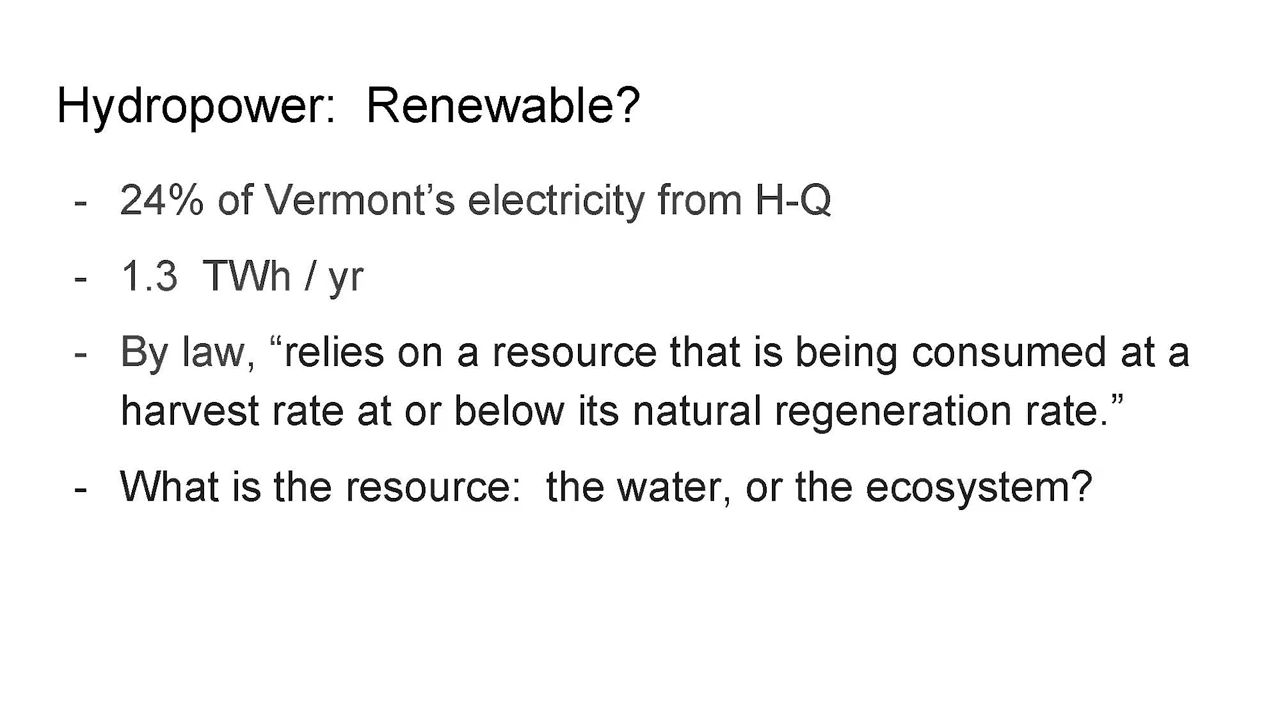 Hydropower:  Renewable?
- 24% of Vermont’s electricity from H-Q
- 1.3  TWh / yr
- By law, “relies on a resource that is being consumed at a
harvest rate at or below its natural regeneration rate.”
- What is the resource:  the water, or the ecosystem?